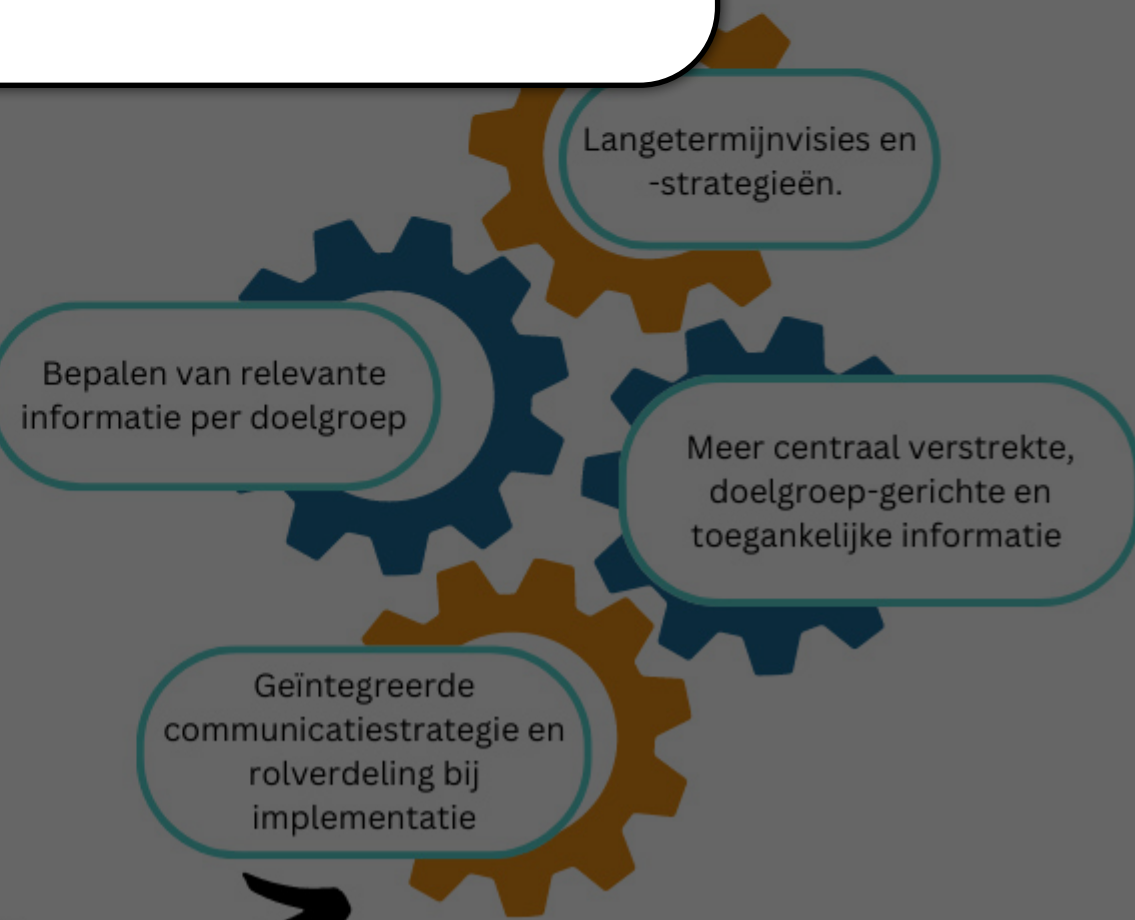 Langetermijnvisies en
-strategieën.
Bepalen van relevante
informatie per doelgroep
Meer centraal verstrekte,
doelgroep-gerichte en
toegankelijke informatie
Geïntegreerde
communicatiestrategie en
rolverdeling bij
implementatie